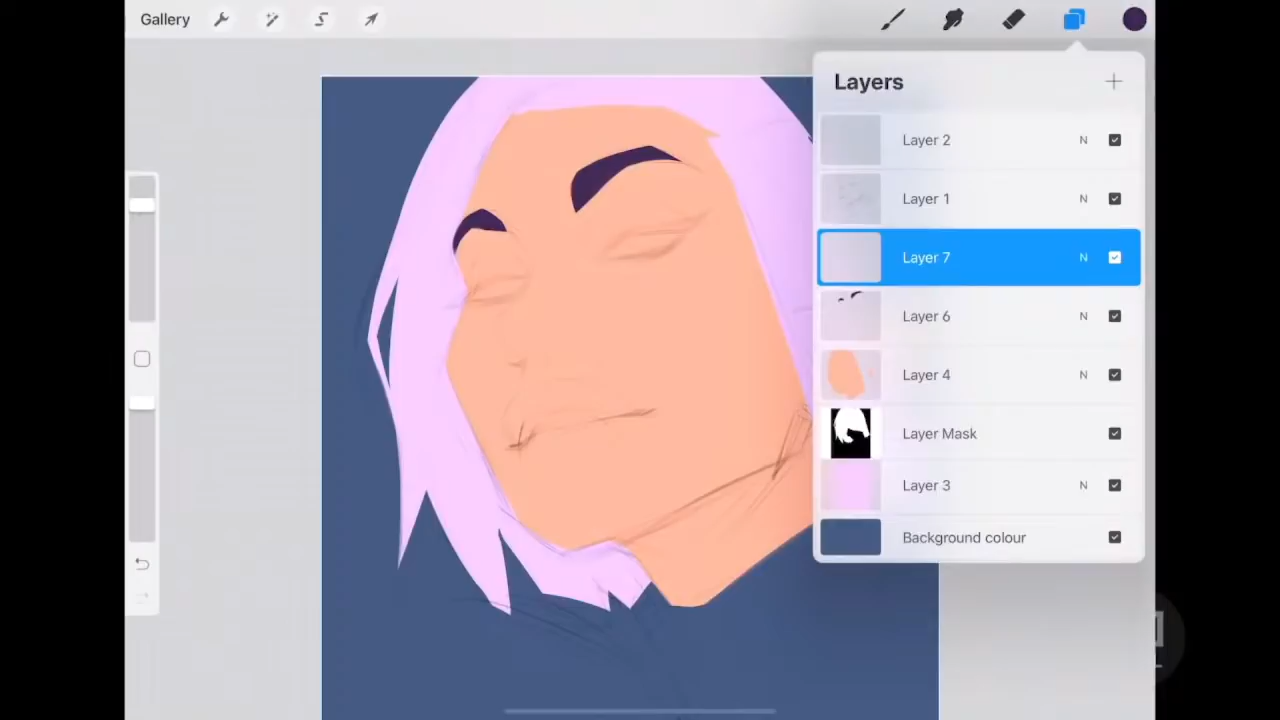 Gallery
Layers
Layer 2 N
Layer 1 N
Layer 7 N
Layer 6 N
Layer 4 N
Layer Mask
Layer 3 N
Background colour